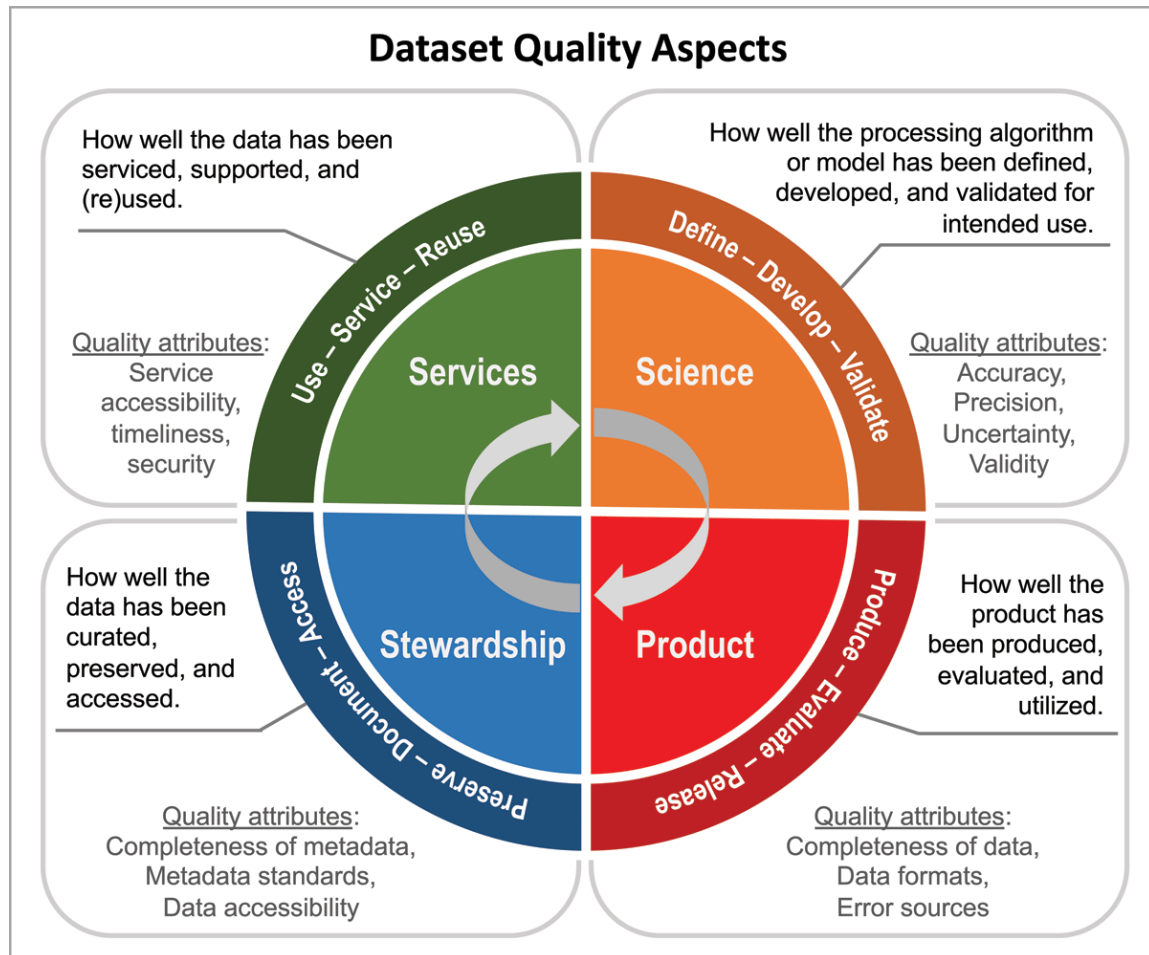 Dataset Quality Aspects
How well the data has been
serviced, supported, and
(re)used.
How well the processing algorithm
or model has been defined,
developed, and validated for
intended use.
Use – Service – Reuse
Define – Develop – Validate
Quality attributes:
Service
accessibility,
timeliness,
security
Services
Science
Quality attributes:
Accuracy,
Precision,
Uncertainty,
Validity
How well the
data has been
curated,
preserved, and
accessed.
Stewardship
Product
How well the
product has
been produced,
evaluated, and
utilized.
Preserve – Document – Access
Produce – Evaluate – Release
Quality attributes:
Completeness of metadata,
Metadata standards,
Data accessibility
Quality attributes:
Completeness of data,
Data formats,
Error sources